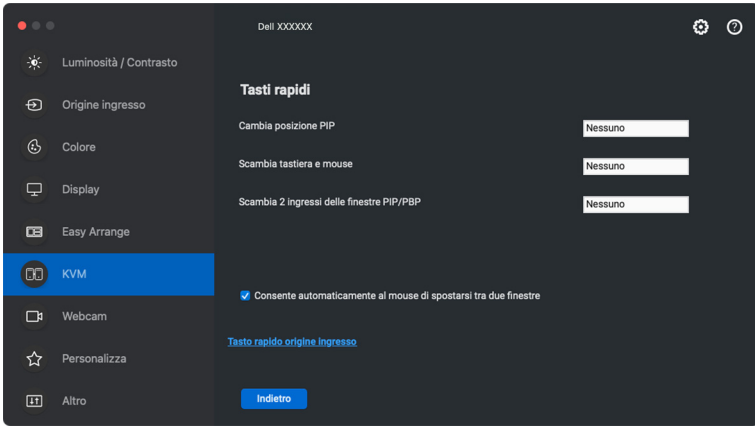 Dell XXXXXX
Luminosità / Contrasto
Origine ingresso
Colore
Display
Easy Arrange
KVM
Webcam
Personalizza
Altro
Tasti rapidi
Cambia posizione PIP
Nessuno
Scambia tastiera e mouse
Nessuno
Scambia 2 ingressi delle finestre PIP/PBP
Nessuno
Consente automaticamente al mouse di spostarsi tra due finestre
Tasto rapido origine ingresso
Indietro